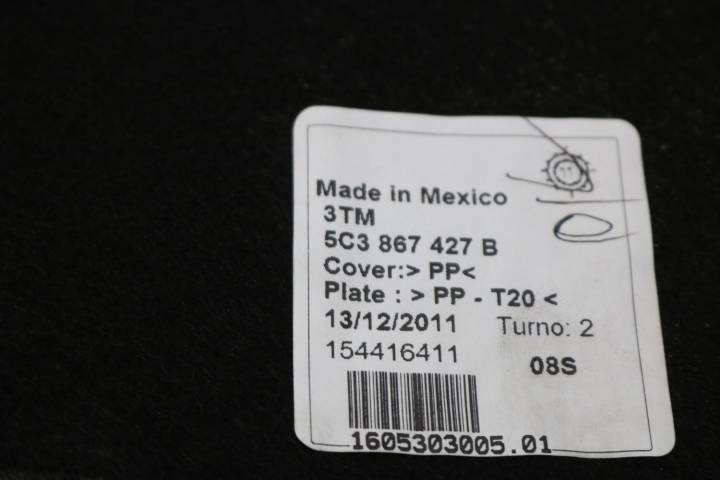 11
Made in Mexico
3TM
5C3 867 427 B
Cover:> PP<
Plate : > PP - T20 <
13/12/2011 Turno: 2
154416411
08S
1605303005.01